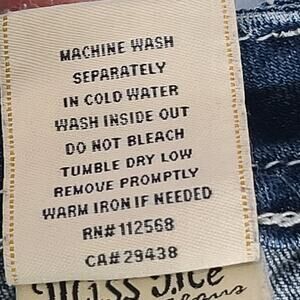 MACHINE WASH
SEPARATELY
IN COLD WATER
WASH INSIDE OUT
DO NOT BLEACH
TUMBLE DRY LOW
REMOVE PROMPTLY
WARM IRON IF NEEDED
RN# 112568
CA# 29438
Miss